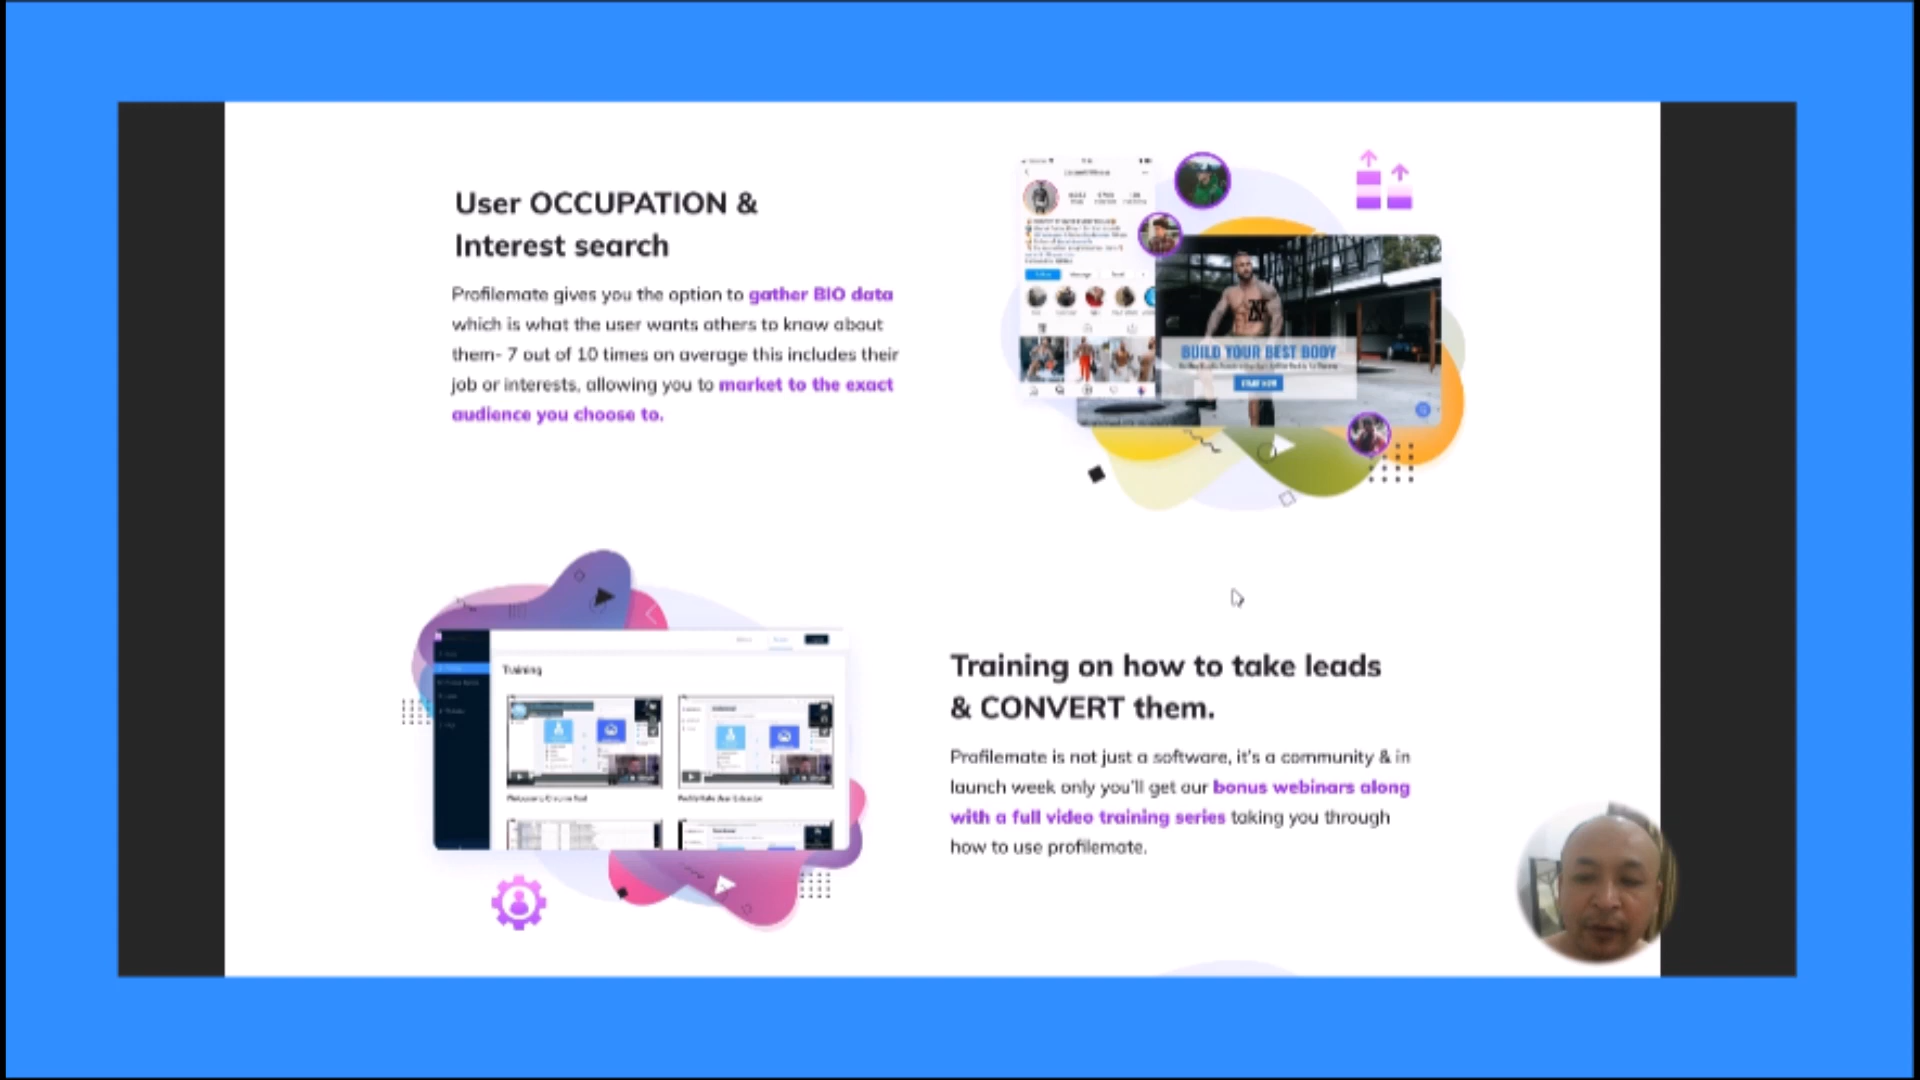 User OCCUPATION &
Interest search
Profilemate gives you the option to gather BIO data
which is what the user wants others to know about
them- 7 out of 10 times on average this includes their
job or interests, allowing you to market to the exact
audience you choose to.
BUILD YOUR BEST BODY
START NOW
Message
Training
Training on how to take leads
& CONVERT them.
Profilemate is not just a software, it's a community & in
launch week only you'll get our bonus webinars along
with a full video training series taking you through
how to use profilemate.